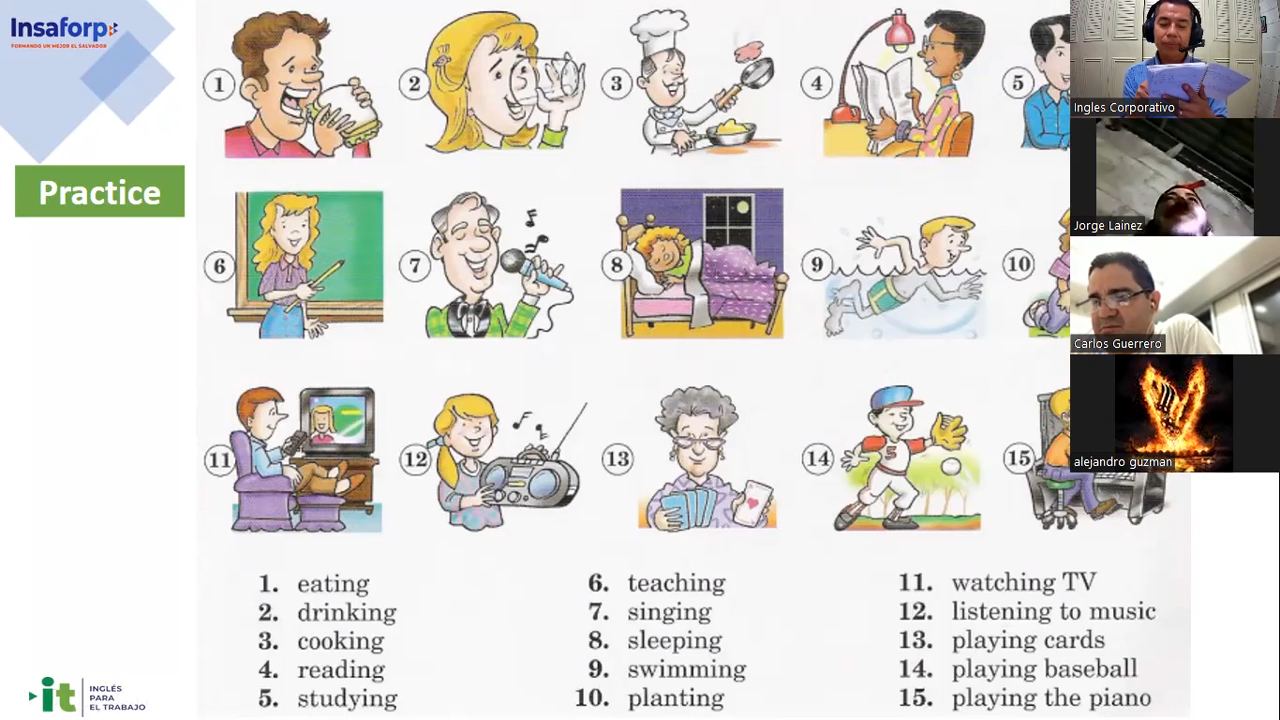 Insaforp
FORMANDO UN MEJOR EL SALVADOR
Practice
1
2
3
4
5
6
7
8
9
10
11
12
13
14
15
1. eating
2. drinking
3. cooking
4. reading
5. studying
6. teaching
7. singing
8. sleeping
9. swimming
10. planting
11. watching TV
12. listening to music
13. playing cards
14. playing baseball
15. playing the piano
it
INGLÉS
PARA
EL TRABAJO
Ingles Corporativo
Jorge Lainez
Carlos Guerrero
alejandro guzman